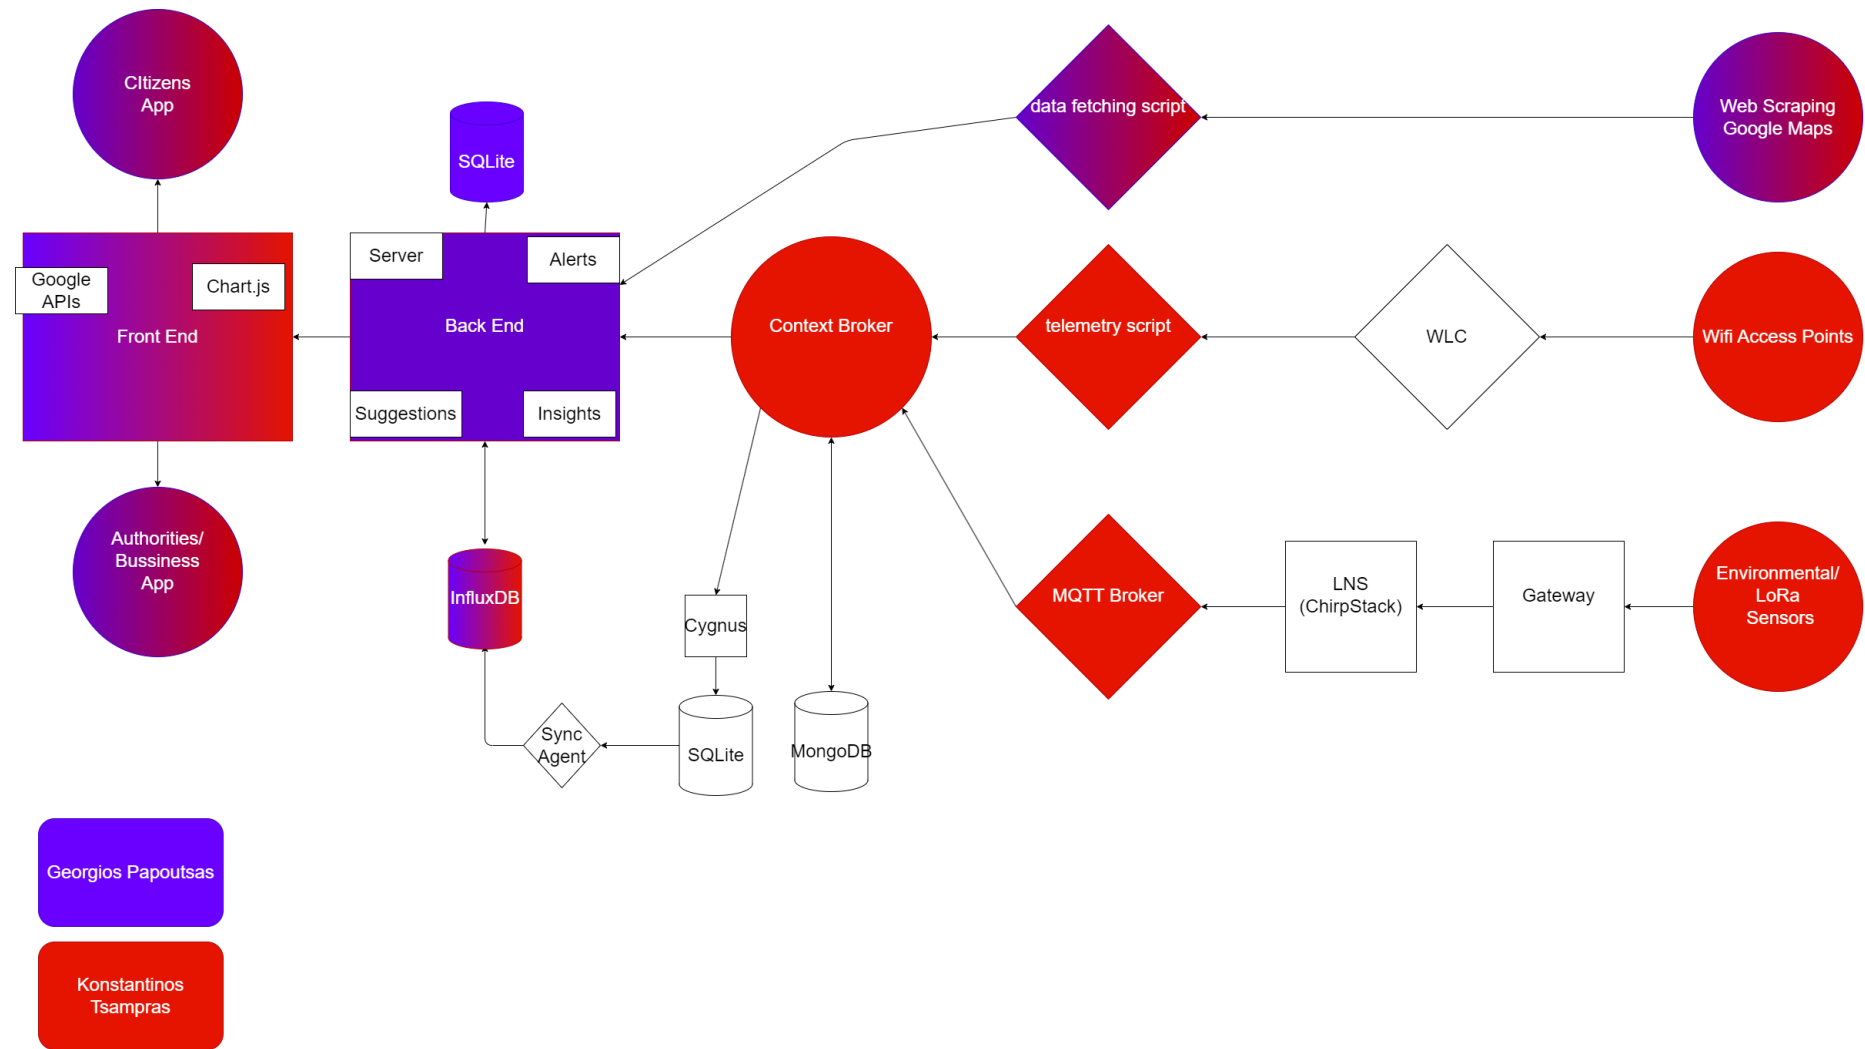 CItizens
App
SQLite
data fetching script
Web Scraping
Google Maps
Google
APIs
Chart.js
Front End
Server
Alerts
Back End
Suggestions
Insights
Context Broker
telemetry script
WLC
Wifi Access Points
Authorities/
Bussiness
App
InfluxDB
Cygnus
MQTT Broker
LNS
(ChirpStack)
Gateway
Environmental/
LoRa
Sensors
Sync
Agent
SQLite
MongoDB
Georgios Papoutsas
Konstantinos
Tsampras